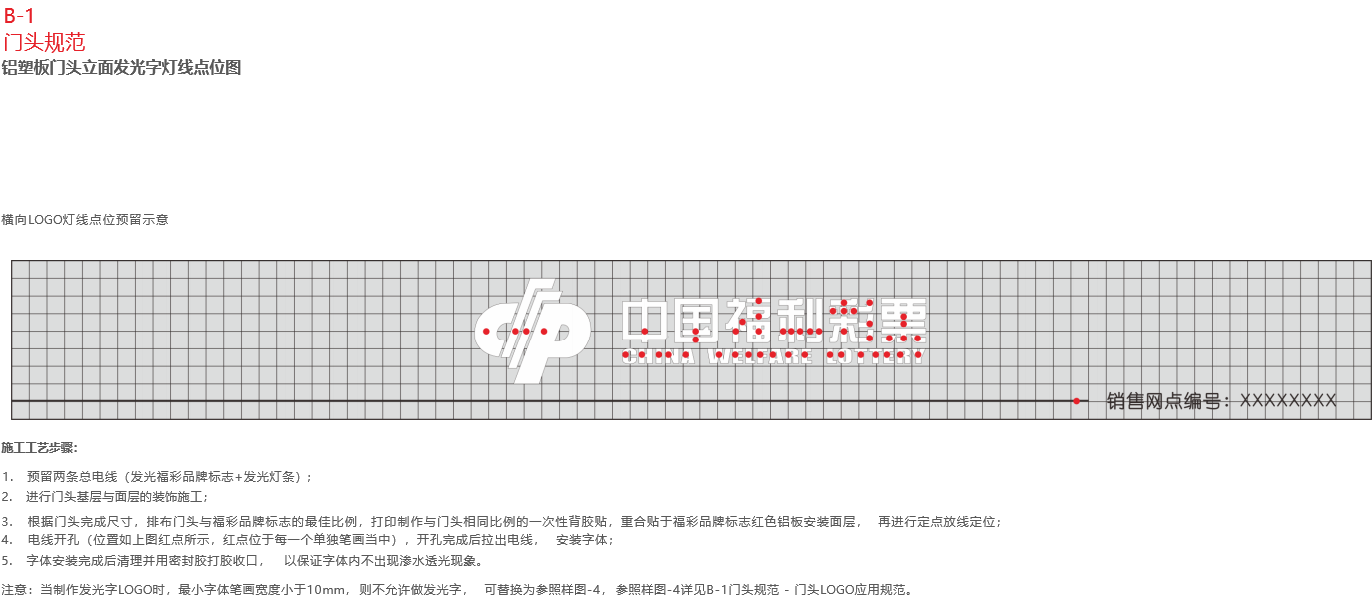 B-1
门头规范
铝塑板门头立面发光字灯线点位图
横向LOGO灯线点位预留示意
中国福利彩票
CHINA WELFARE LOTTERY
销售网点编号：XXXXXXXX
施工工艺步骤：
1. 预留两条总电线（发光福彩品牌标志+发光灯条）；
2. 进行门头基层与面层的装饰施工；
3. 根据门头完成尺寸，排布门头与福彩品牌标志的最佳比例，打印制作与门头相同比例的一次性背胶贴，重合贴于福彩品牌标志红色铝板安装面层， 再进行定点放线定位；
4. 电线开孔（位置如上图红点所示，红点位于每一个单独笔画当中），开孔完成后拉出电线， 安装字体；
5. 字体安装完成后清理并用密封胶打胶收口， 以保证字体内不出现渗水透光现象。
注意：当制作发光字LOGO时，最小字体笔画宽度小于10mm，则不允许做发光字， 可替换为参照样图-4，参照样图-4详见B-1门头规范 - 门头LOGO应用规范。